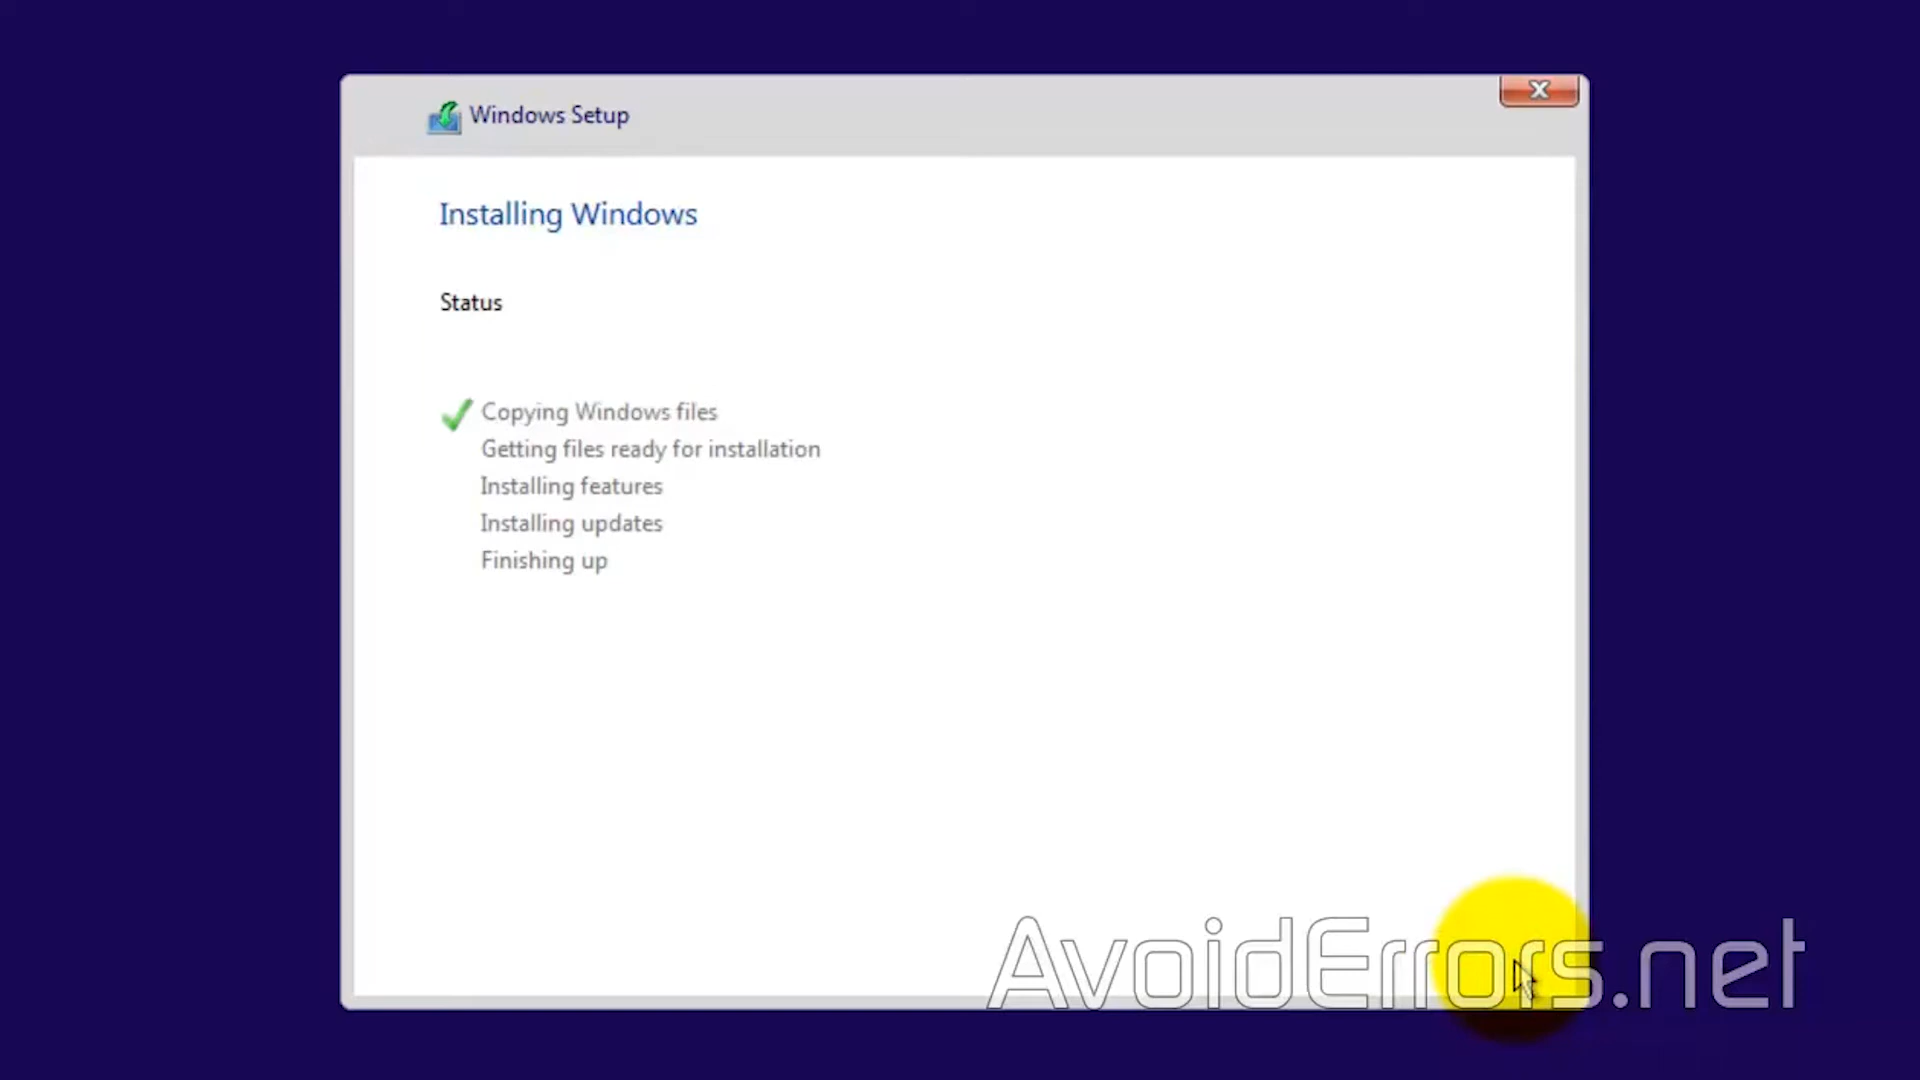 Windows Setup
Installing Windows
Status
Copying Windows files
Getting files ready for installation
Installing features
Installing updates
Finishing up
AvoidErrors.net